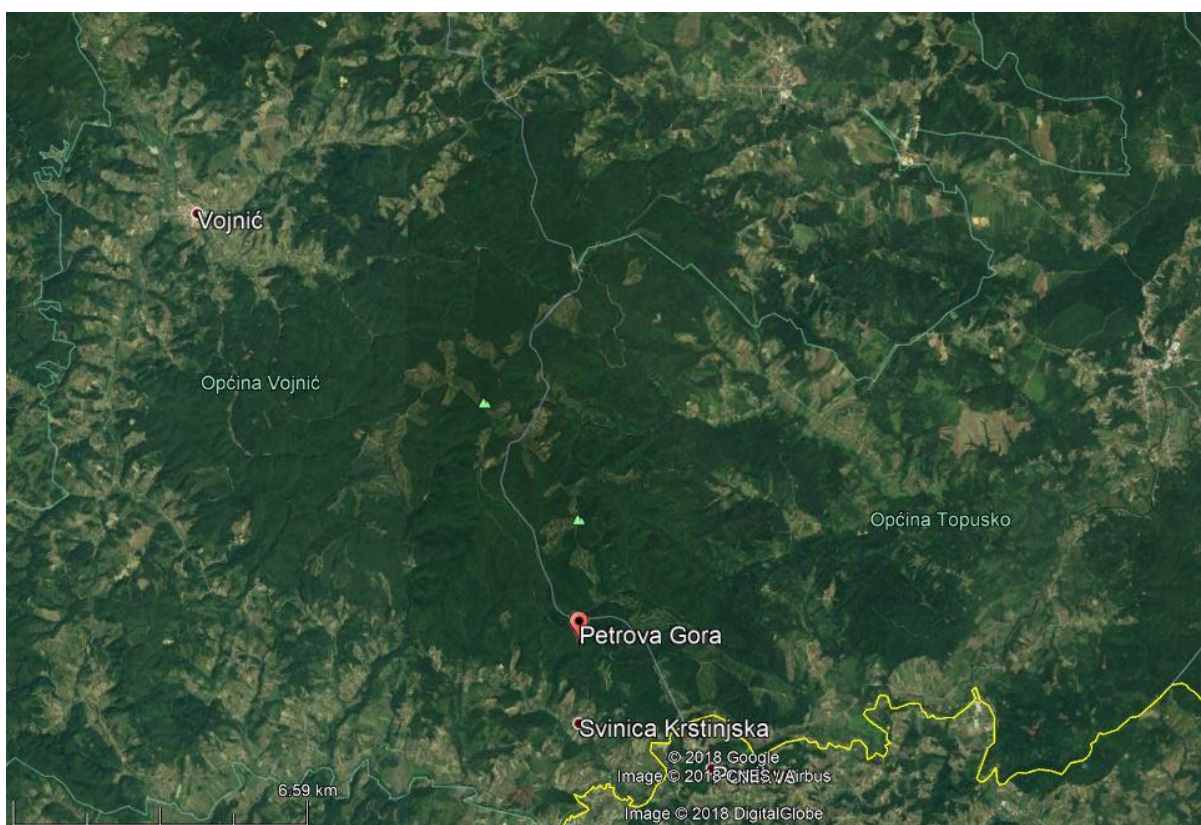 Vojnić
Općina Vojnić
Općina Topusko
Petrova Gora
Svinica Krstinjska
© 2018 Google
Image © 2018 CNES / Airbus
6.59 km
Image © 2018 DigitalGlobe